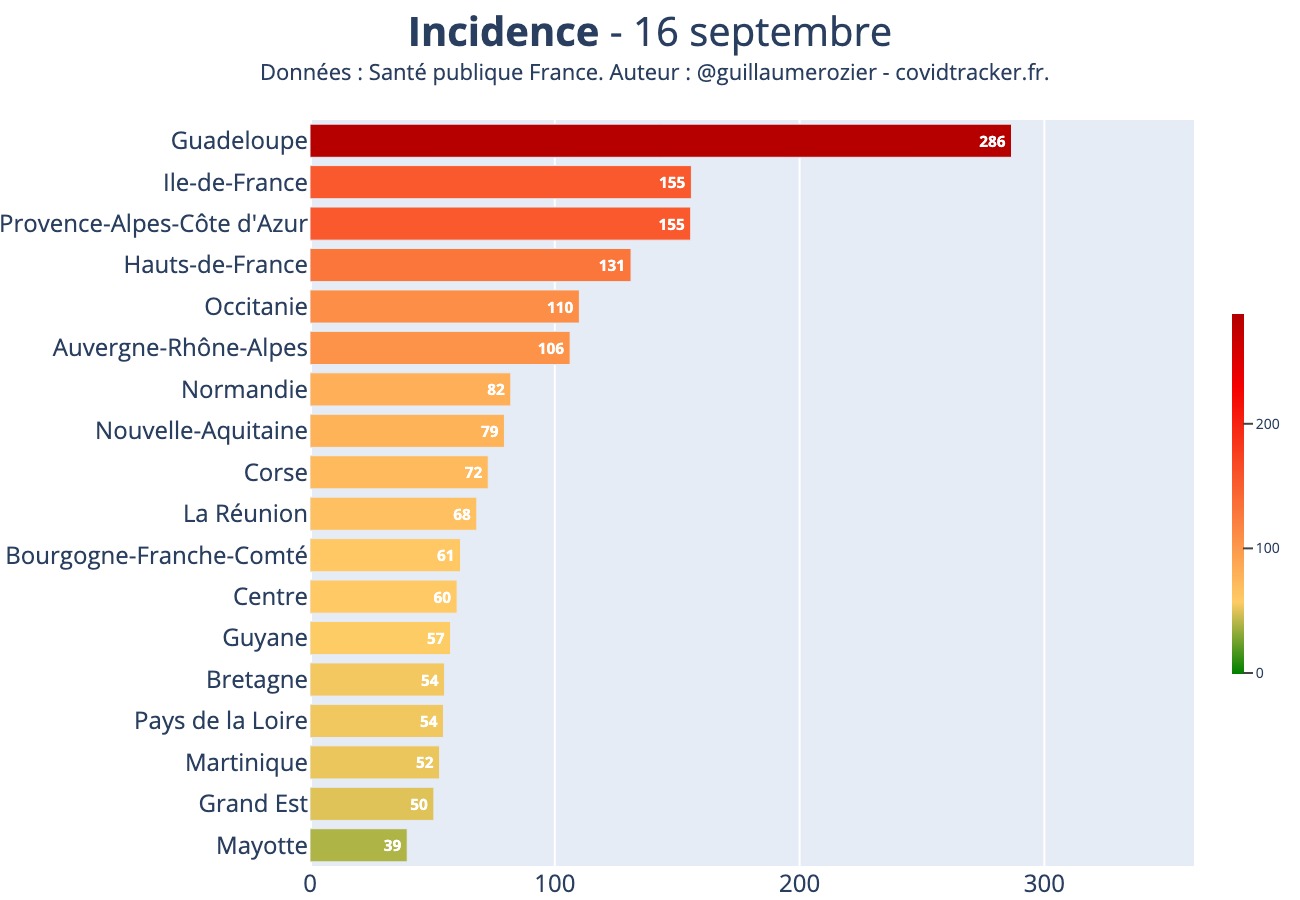 Incidence - 16 septembre
Données : Santé publique France. Auteur : @guillaumerozier - covidtracker.fr.
Guadeloupe 286
Ile-de-France 155
Provence-Alpes-Côte d'Azur 155
Hauts-de-France 131
Occitanie 110
Auvergne-Rhône-Alpes 106
Normandie 82
Nouvelle-Aquitaine 79
Corse 72
La Réunion 68
Bourgogne-Franche-Comté 61
Centre 60
Guyane 57
Bretagne 54
Pays de la Loire 54
Martinique 52
Grand Est 50
Mayotte 39
0 100 200 300
200
100
0